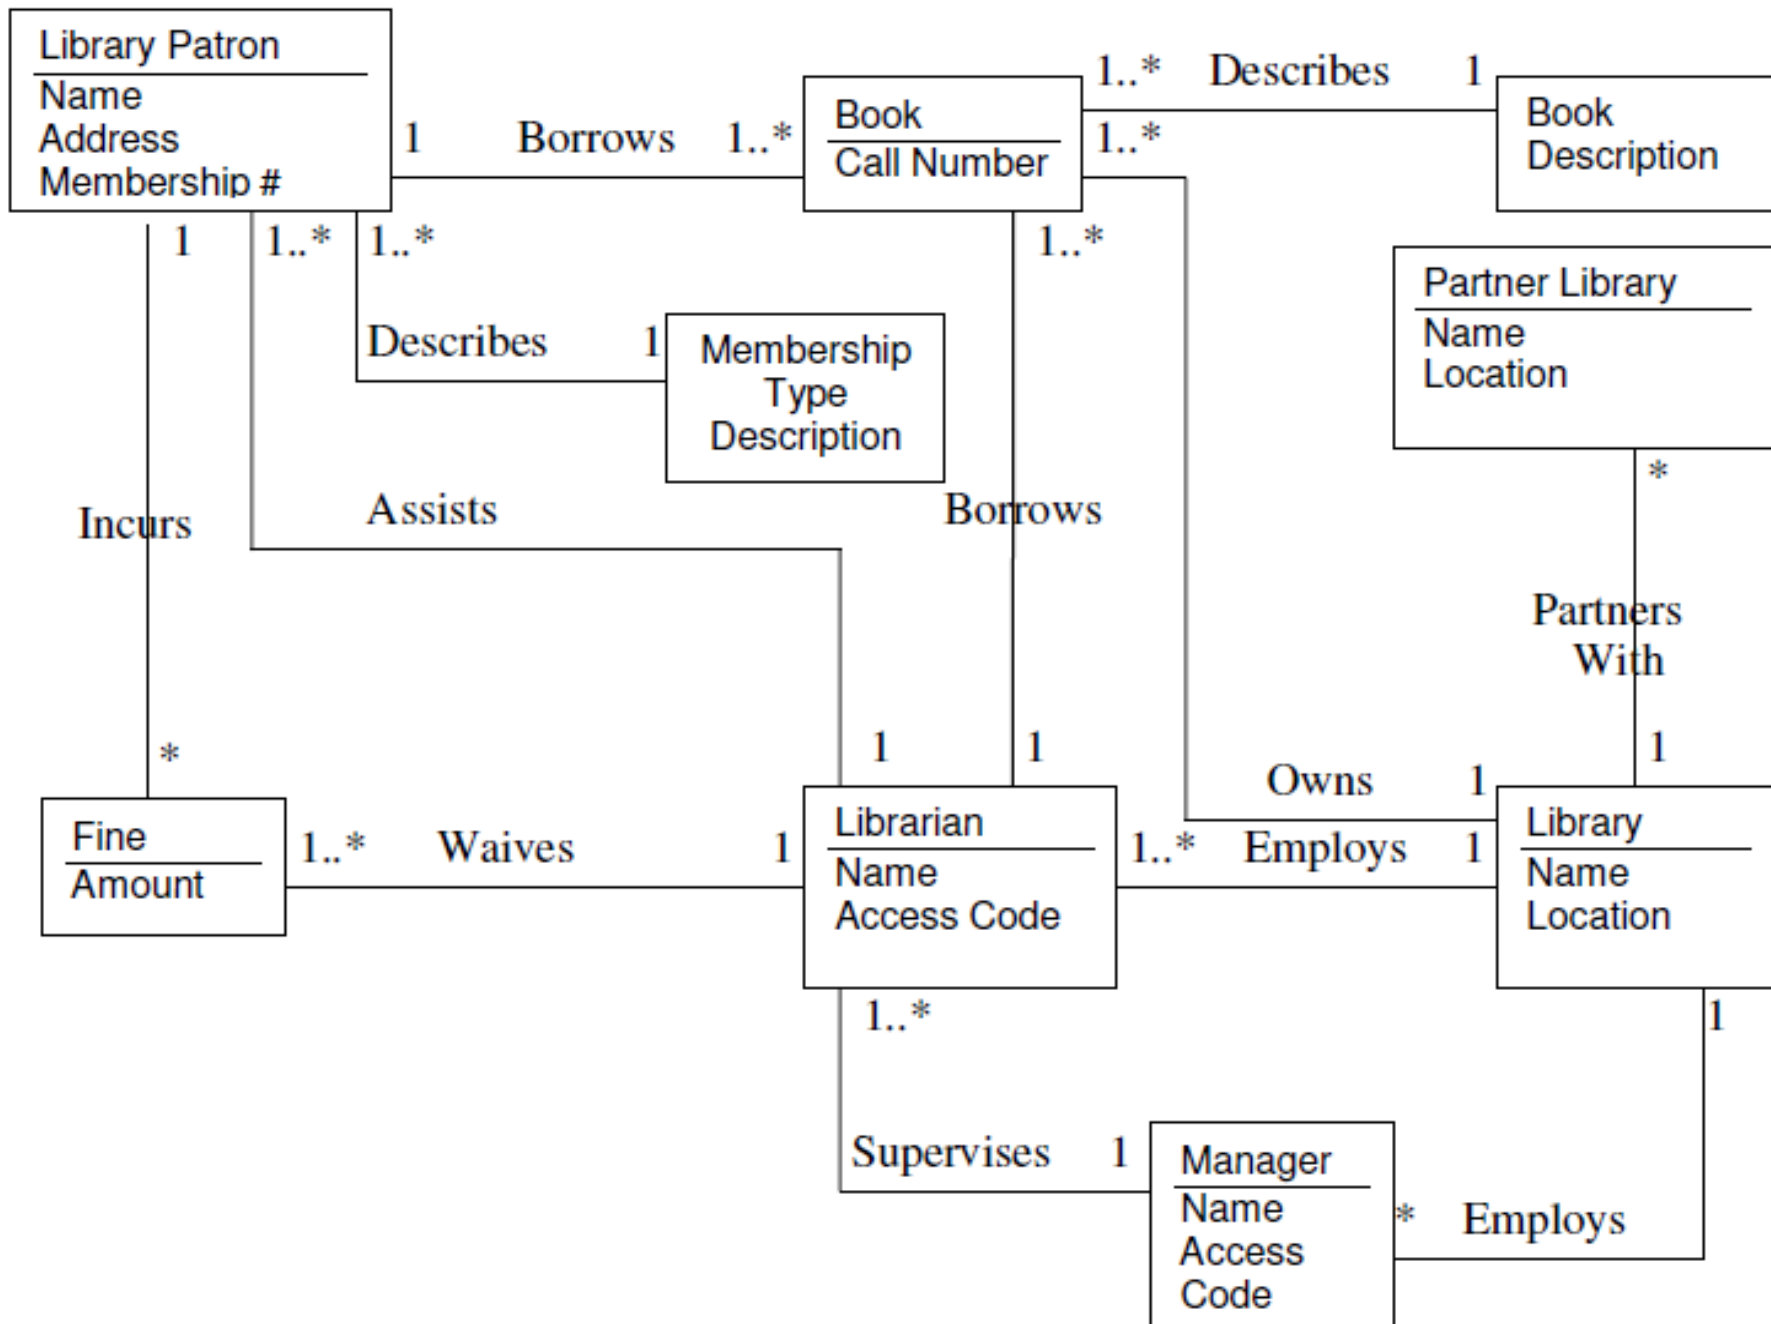 Library Patron
Name
Address
Membership #
1 Borrows 1..*
Book
Call Number
1..* Describes 1
1..*
Book
Description
1
1..*
1..*
1..*
Partner Library
Name
Location
Describes 1
Membership
Type
Description
*
Incurs
Assists
Borrows
Partners
With
*
1
1
1
Owns 1
Fine
Amount
1..* Waives 1
Librarian
Name
Access Code
1..* Employs 1
Library
Name
Location
1..*
1
Supervises 1
Manager
Name
Access
Code
* Employs